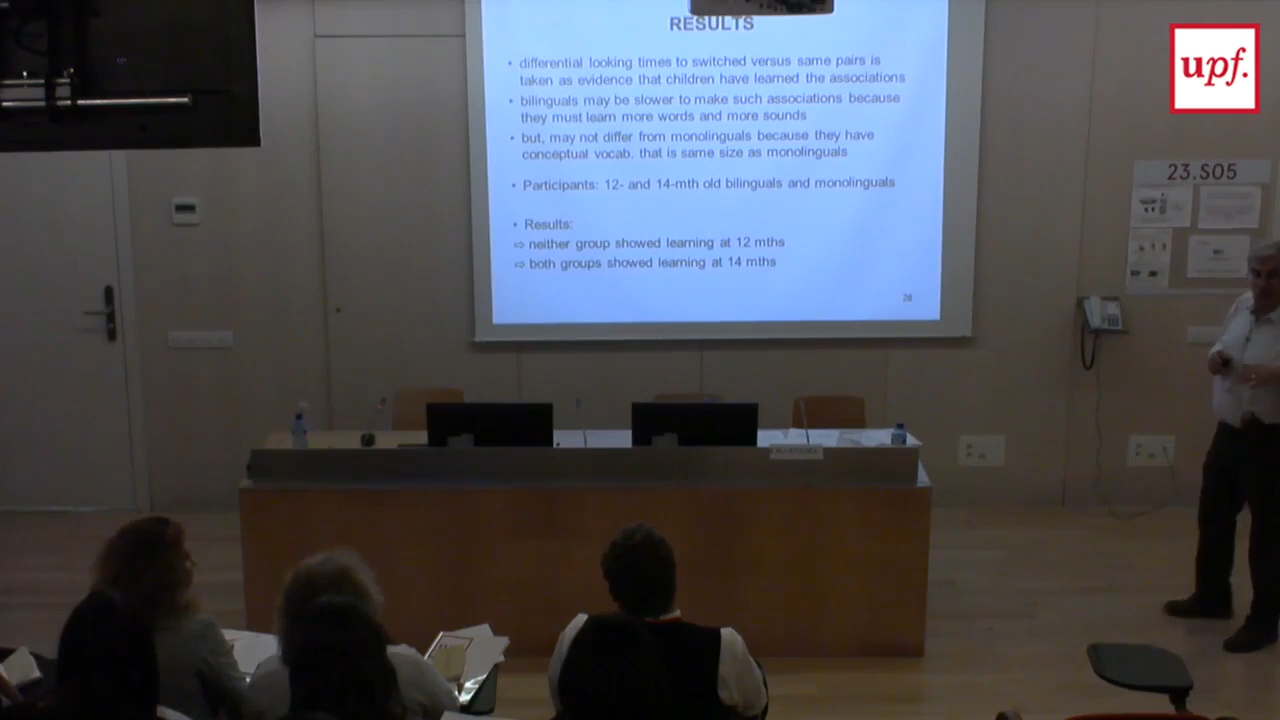 RESULTS
• differential looking times to switched versus same pairs is
taken as evidence that children have learned the associations
• bilinguals may be slower to make such associations because
they must learn more words and more sounds
• but, may not differ from monolinguals because they have
conceptual vocab. that is same size as monolinguals
• Participants: 12- and 14-mth old bilinguals and monolinguals
• Results:
⇨ neither group showed learning at 12 mths
⇨ both groups showed learning at 14 mths
26
upf.
23.S05